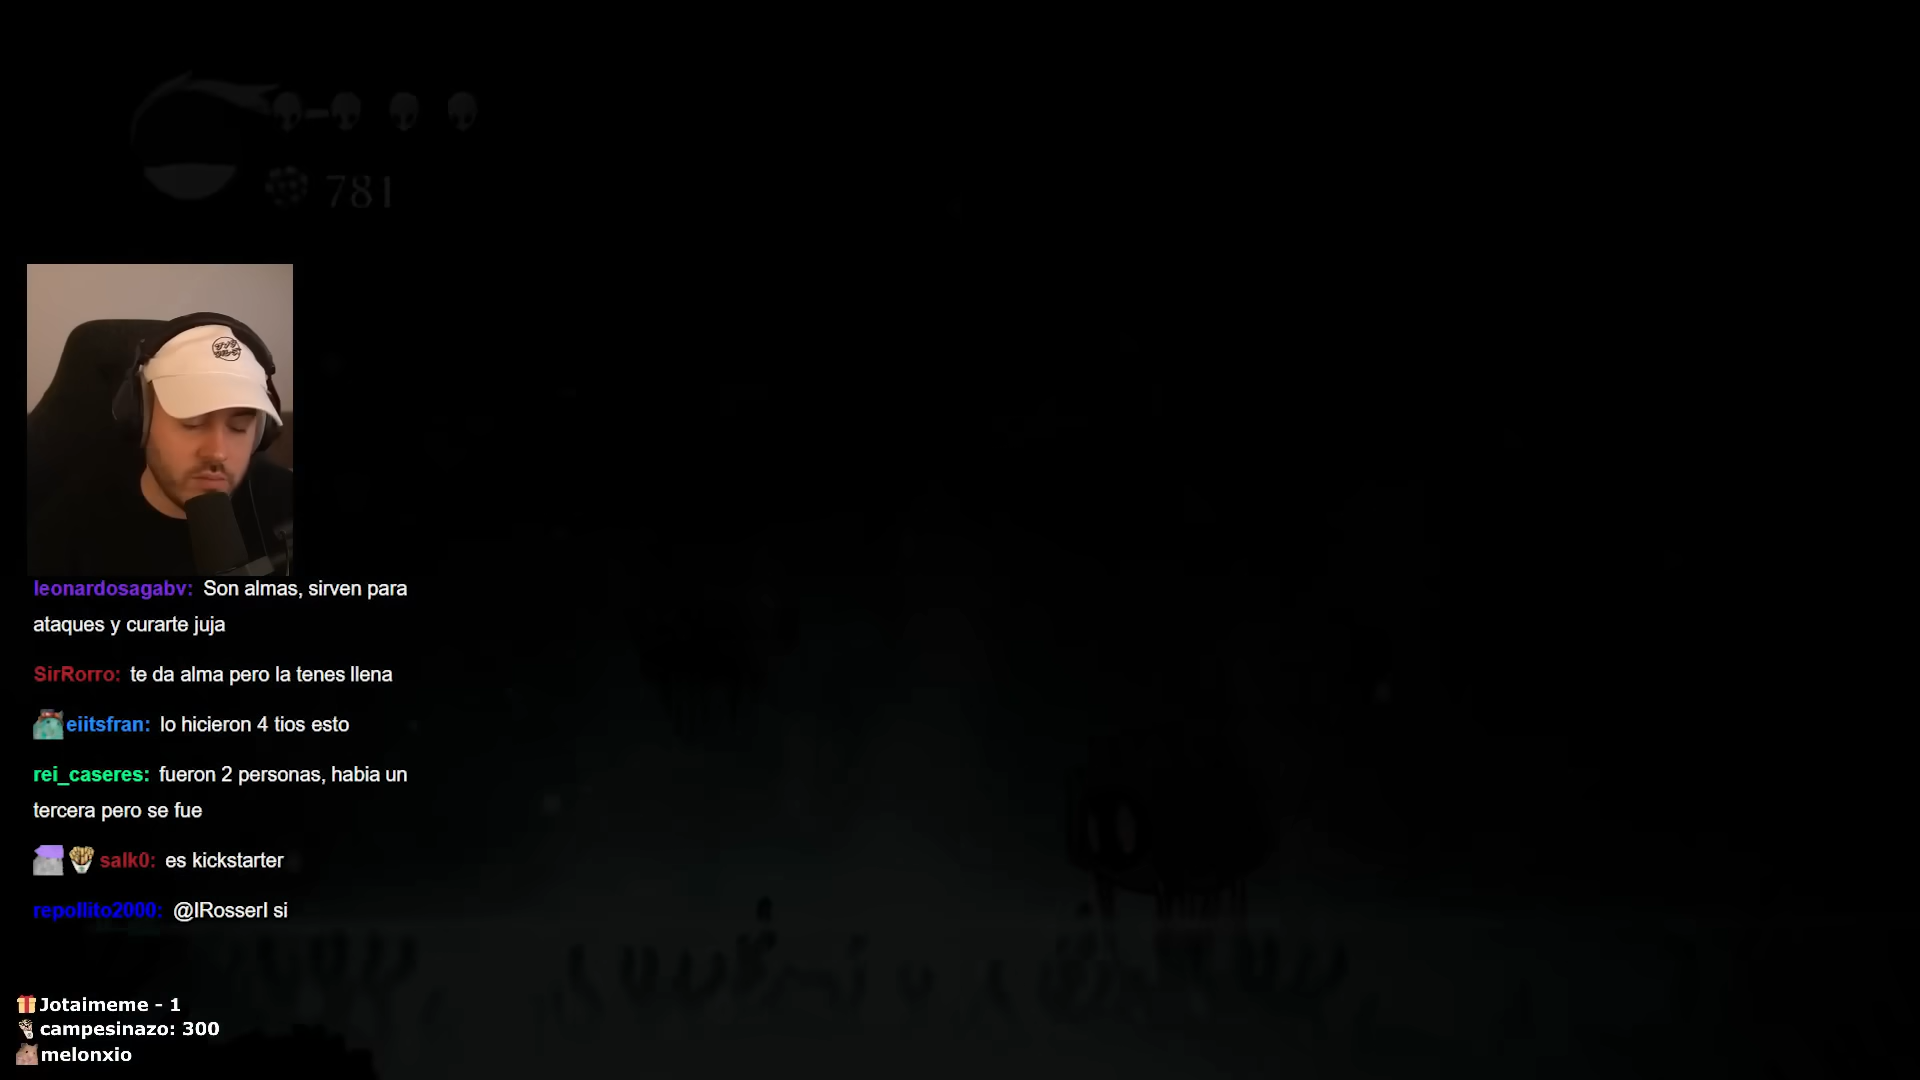 781
leonardosagabv: Son almas, sirven para
ataques y curarte juja
SirRorro: te da alma pero la tenes llena
eiitsfran: lo hicieron 4 tios esto
rei_caseres: fueron 2 personas, habia un
tercera pero se fue
salk0: es kickstarter
repollito2000: @IRosserI si
Jotaimeme - 1
campesinazo: 300
melonxio